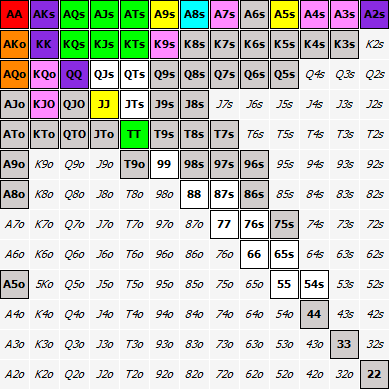 AA AKs AQs AJs ATs A9s A8s A7s A6s A5s A4s A3s A2s
AKo KK KQs KJs KTs K9s K8s K7s K6s K5s K4s K3s K2s
AQo KQo QQ QJs QTs Q9s Q8s Q7s Q6s Q5s Q4s Q3s Q2s
AJo KJO QJO JJ JTs J9s J8s J7s J6s J5s J4s J3s J2s
ATo KTo QTO JTo TT T9s T8s T7s T6s T5s T4s T3s T2s
A9o K9o Q9o J9o T9o 99 98s 97s 96s 95s 94s 93s 92s
A8o K8o Q8o J8o T8o 98o 88 87s 86s 85s 84s 83s 82s
A7o K7o Q7o J7o T7o 97o 87o 77 76s 75s 74s 73s 72s
A6o K6o Q6o J6o T6o 96o 86o 76o 66 65s 64s 63s 62s
A5o 5Ko Q5o J5o T5o 95o 85o 75o 65o 55 54s 53s 52s
A4o K4o Q4o J4o T4o 94o 84o 74o 64o 54o 44 43s 42s
A3o K3o Q3o J3o T3o 93o 83o 73o 63o 53o 43o 33 32s
A2o K2o Q2o J2o T2o 92o 82o 72o 62o 52o 42o 32o 22